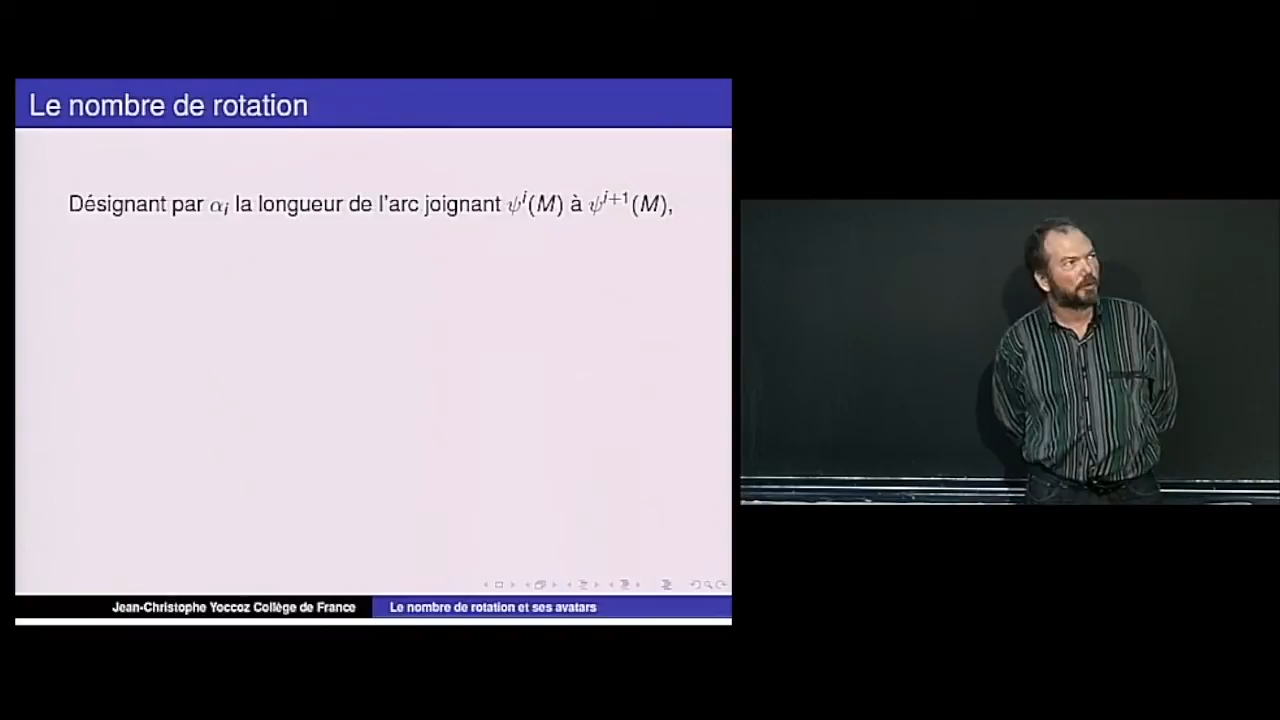 Le nombre de rotation
Désignant par αᵢ la longueur de l'arc joignant ψⁱ(M) à ψⁱ⁺¹(M),
Jean-Christophe Yoccoz Collège de France
Le nombre de rotation et ses avatars